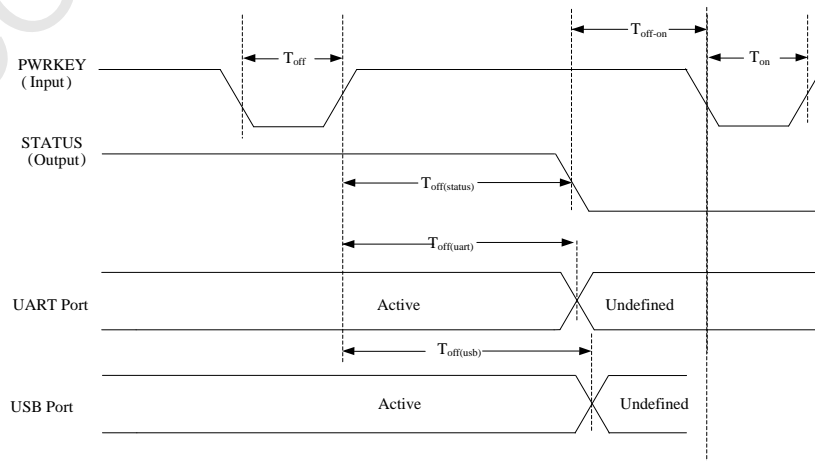 T_off-on
T_off
T_on
PWRKEY
( Input )
STATUS
(Output)
T_off(status)
T_off(uart)
UART Port
Active
Undefined
T_off(usb)
USB Port
Active
Undefined